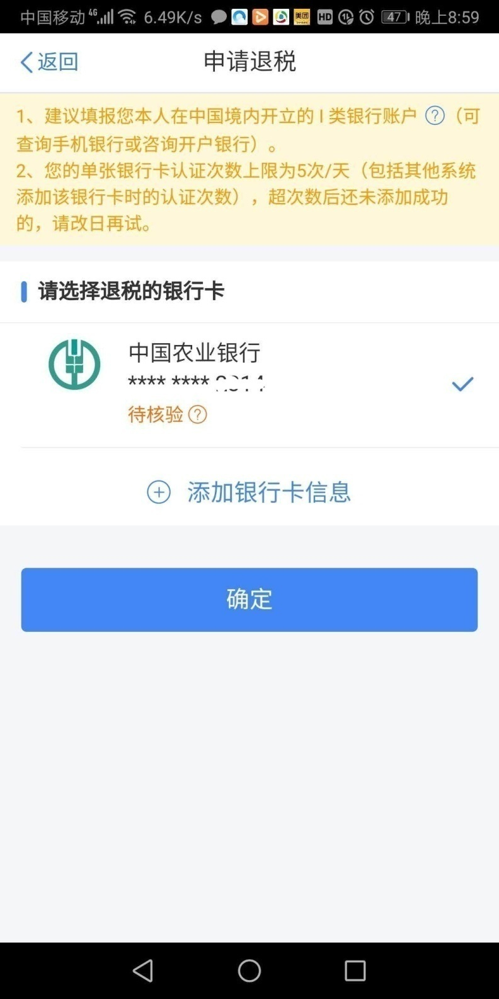 中国移动 4G 6.49K/s 美团 HD 47 晚上8:59
返回 申请退税
1、建议填报您本人在中国境内开立的 I 类银行账户 ? （可
查询手机银行或咨询开户银行）。
2、您的单张银行卡认证次数上限为5次/天（包括其他系统
添加该银行卡时的认证次数），超次数后还未添加成功
的，请改日再试。
请选择退税的银行卡
中国农业银行
**** ****
待核验 ?
添加银行卡信息
确定